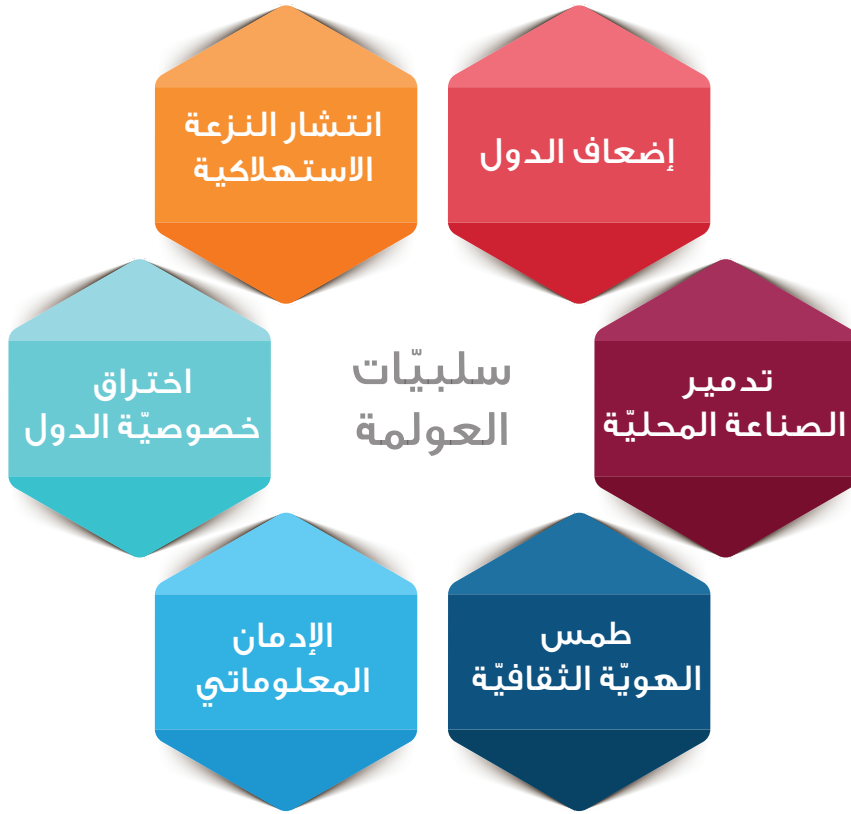 سلبيّات
العولمة
إضعاف الدول
تدمير
الصناعة المحليّة
طمس
الهويّة الثقافيّة
الإدمان
المعلوماتي
اختراق
خصوصيّة الدول
انتشار النزعة
الاستهلاكية